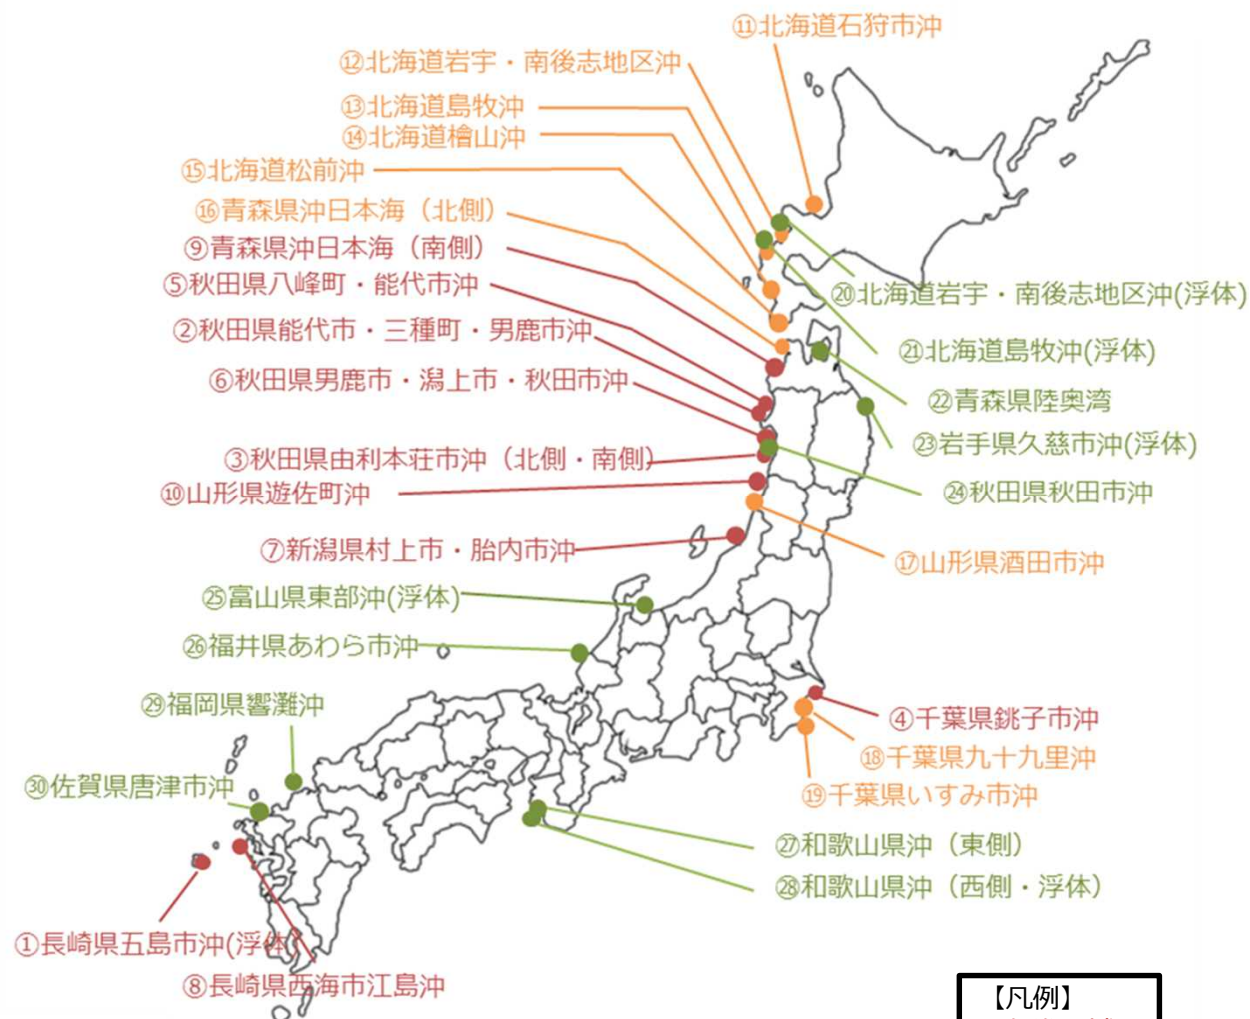 ⑪北海道石狩市沖
⑫北海道岩宇・南後志地区沖
⑬北海道島牧沖
⑭北海道檜山沖
⑮北海道松前沖
⑯青森県沖日本海（北側）
⑨青森県沖日本海（南側）
⑤秋田県八峰町・能代市沖
②秋田県能代市・三種町・男鹿市沖
⑥秋田県男鹿市・潟上市・秋田市沖
③秋田県由利本荘市沖（北側・南側）
⑩山形県遊佐町沖
⑦新潟県村上市・胎内市沖
㉕富山県東部沖(浮体)
㉖福井県あわら市沖
㉙福岡県響灘沖
㉚佐賀県唐津市沖
①長崎県五島市沖(浮体)
⑧長崎県西海市江島沖
⑳北海道岩宇・南後志地区沖(浮体)
㉑北海道島牧沖(浮体)
㉒青森県陸奥湾
㉓岩手県久慈市沖(浮体)
㉔秋田県秋田市沖
⑰山形県酒田市沖
④千葉県銚子市沖
⑱千葉県九十九里沖
⑲千葉県いすみ市沖
㉗和歌山県沖（東側）
㉘和歌山県沖（西側・浮体）
【凡例】